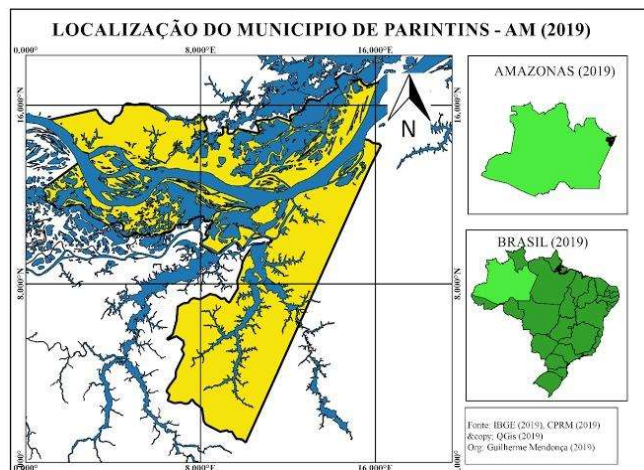 LOCALIZAÇÃO DO MUNICIPIO DE PARINTINS - AM (2019)
0,000°
8,000°E
16,000°E
16,000°N
16,000°N
N
8,000°N
8,000°N
0,000°
8,000°E
16,000°E
,000°
AMAZONAS (2019)
BRASIL (2019)
Fonte: IBGE (2019), CPRM (2019)
&copy; QGis (2019)
Org: Guilherme Mendonça (2019)